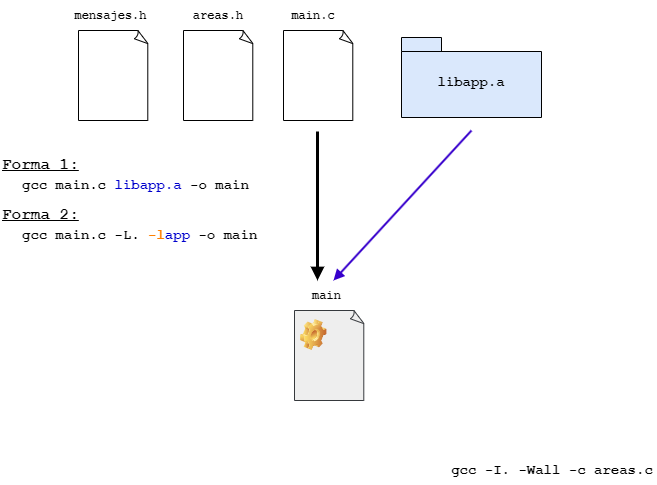 mensajes.h areas.h main.c
libapp.a
Forma 1:
gcc main.c libapp.a -o main
Forma 2:
gcc main.c -L. -lapp -o main
main
gcc -I. -Wall -c areas.c